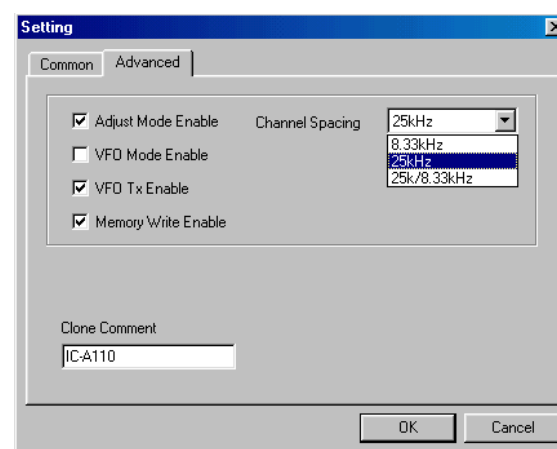 Setting
Common Advanced
Adjust Mode Enable Channel Spacing 25kHz
8.33kHz
VFO Mode Enable 25kHz
25k/8.33kHz
VFO Tx Enable
Memory Write Enable
Clone Comment
IC-A110
OK Cancel